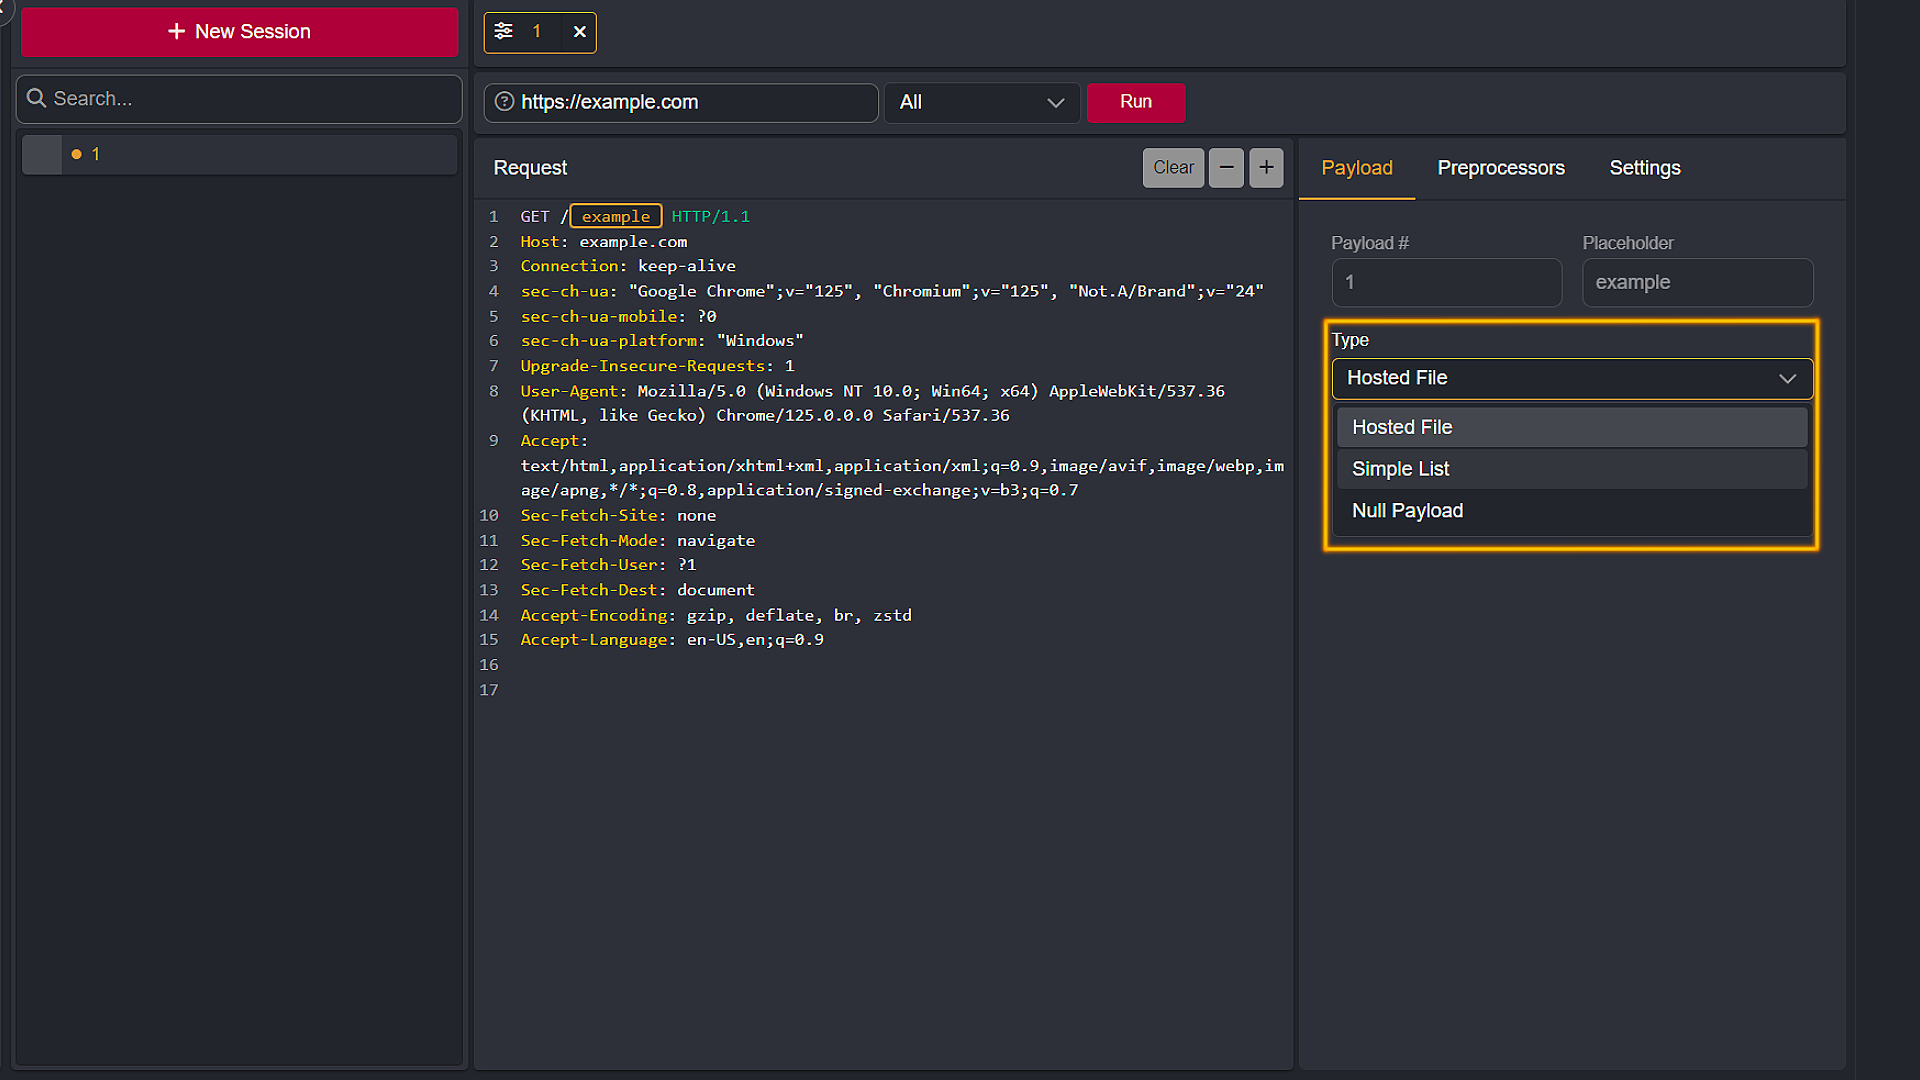 + New Session
Search...
1
1
https://example.com
All
Run
Request
Clear
Payload
Preprocessors
Settings
1 GET /example HTTP/1.1
2 Host: example.com
3 Connection: keep-alive
4 sec-ch-ua: "Google Chrome";v="125", "Chromium";v="125", "Not.A/Brand";v="24"
5 sec-ch-ua-mobile: ?0
6 sec-ch-ua-platform: "Windows"
7 Upgrade-Insecure-Requests: 1
8 User-Agent: Mozilla/5.0 (Windows NT 10.0; Win64; x64) AppleWebKit/537.36
(KHTML, like Gecko) Chrome/125.0.0.0 Safari/537.36
9 Accept:
text/html,application/xhtml+xml,application/xml;q=0.9,image/avif,image/webp,im
age/apng,*/*;q=0.8,application/signed-exchange;v=b3;q=0.7
10 Sec-Fetch-Site: none
11 Sec-Fetch-Mode: navigate
12 Sec-Fetch-User: ?1
13 Sec-Fetch-Dest: document
14 Accept-Encoding: gzip, deflate, br, zstd
15 Accept-Language: en-US,en;q=0.9
16
17
Payload #
Placeholder
1
example
Type
Hosted File
Hosted File
Simple List
Null Payload